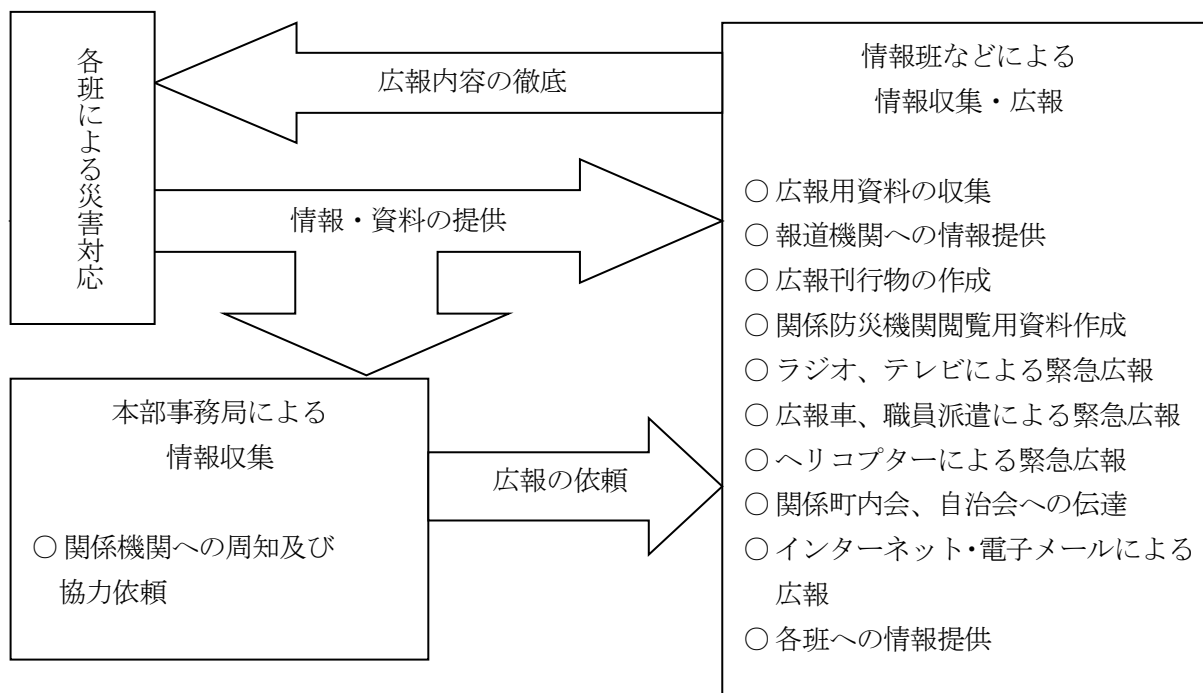 各班による災害対応
広報内容の徹底
情報・資料の提供
本部事務局による
情報収集
○ 関係機関への周知及び
協力依頼
広報の依頼
情報班などによる
情報収集・広報
○ 広報用資料の収集
○ 報道機関への情報提供
○ 広報刊行物の作成
○ 関係防災機関閲覧用資料作成
○ ラジオ、テレビによる緊急広報
○ 広報車、職員派遣による緊急広報
○ ヘリコプターによる緊急広報
○ 関係町内会、自治会への伝達
○ インターネット・電子メールによる
広報
○ 各班への情報提供